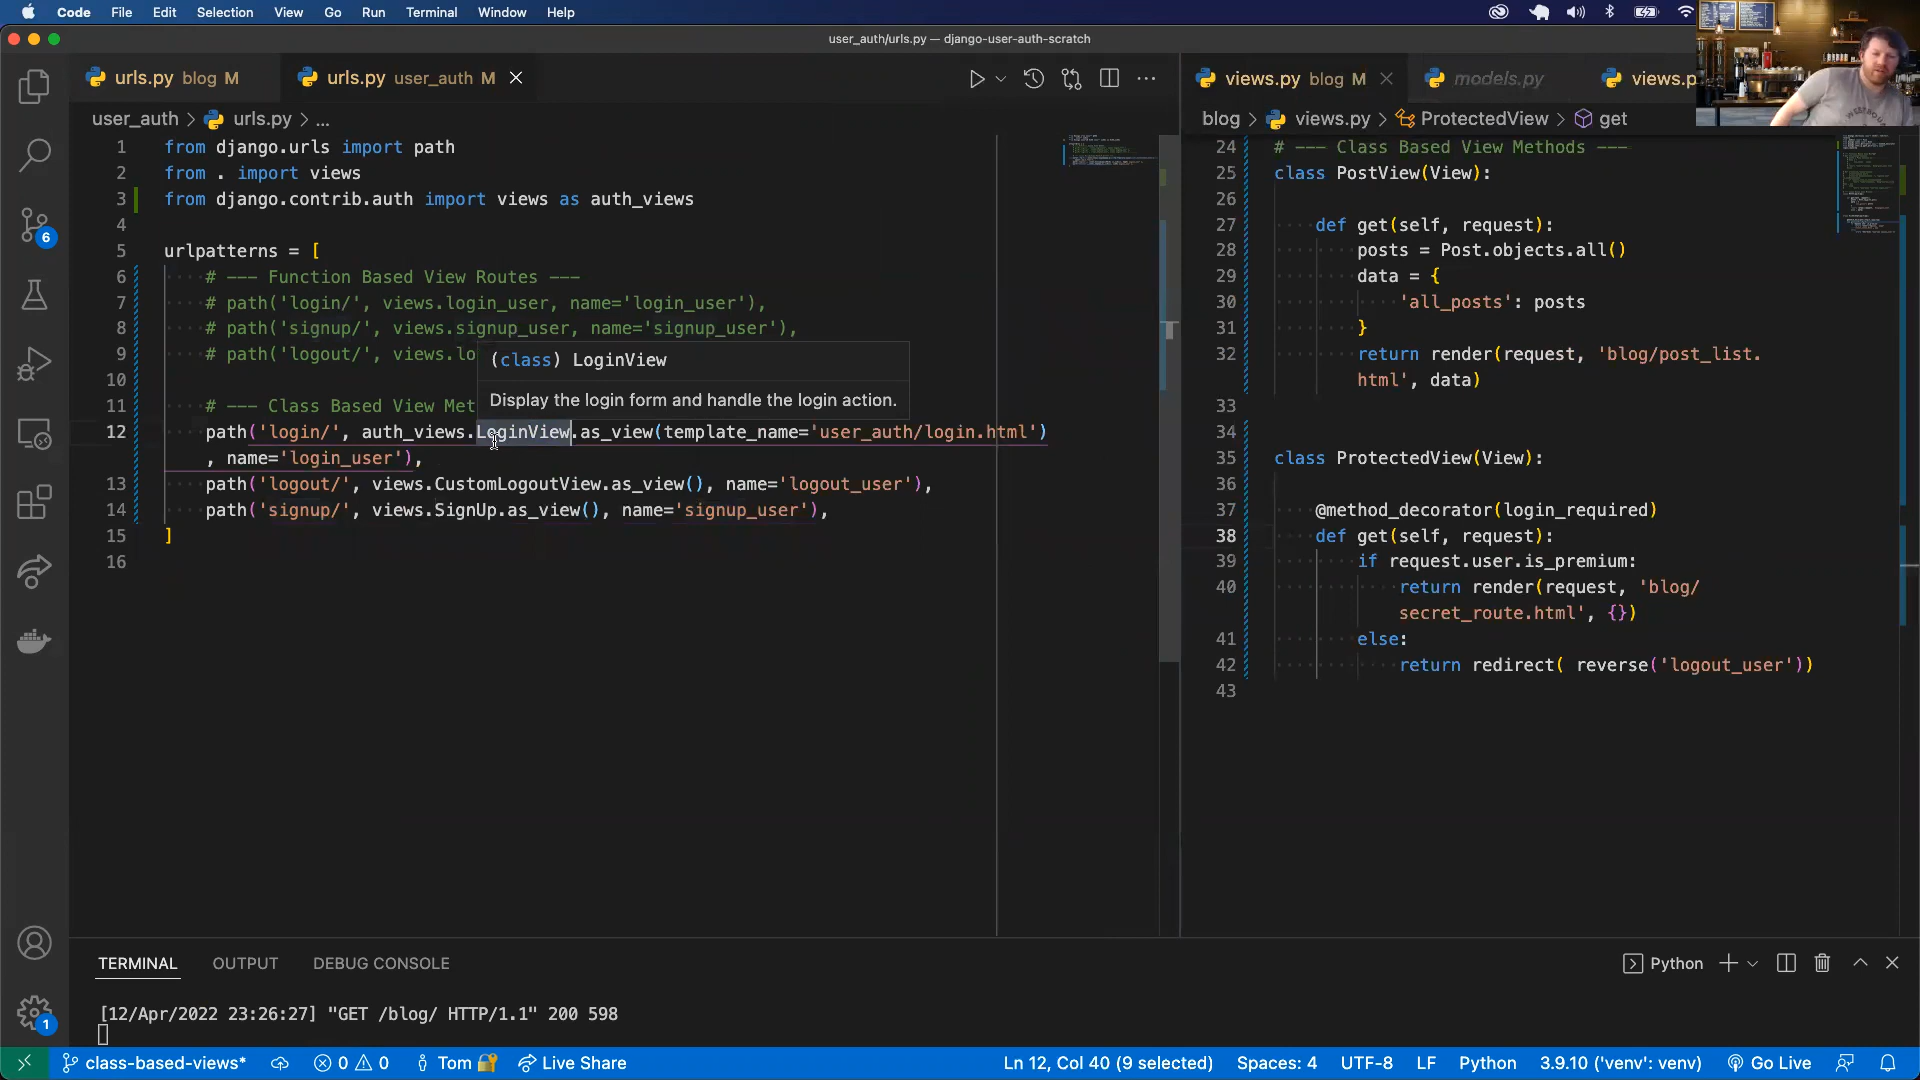 Code File Edit Selection View Go Run Terminal Window Help
user_auth/urls.py — django-user-auth-scratch
urls.py blog M
urls.py user_auth M
views.py blog M
models.py
views.p
user_auth > urls.py > ...
blog > views.py > ProtectedView > get
1 from django.urls import path
2 from . import views
3 from django.contrib.auth import views as auth_views
4
5 urlpatterns = [
6 # --- Function Based View Routes ---
7 # path('login/', views.login_user, name='login_user'),
8 # path('signup/', views.signup_user, name='signup_user'),
9 # path('logout/', views.lo
(class) LoginView
Display the login form and handle the login action.
10
11 # --- Class Based View Met
12 path('login/', auth_views.LoginView.as_view(template_name='user_auth/login.html')
, name='login_user'),
13 path('logout/', views.CustomLogoutView.as_view(), name='logout_user'),
14 path('signup/', views.SignUp.as_view(), name='signup_user'),
15 ]
16
24 # --- Class Based View Methods ---
25 class PostView(View):
26
27 def get(self, request):
28 posts = Post.objects.all()
29 data = {
30 'all_posts': posts
31 }
32 return render(request, 'blog/post_list.
html', data)
33
34
35 class ProtectedView(View):
36
37 @method_decorator(login_required)
38 def get(self, request):
39 if request.user.is_premium:
40 return render(request, 'blog/
secret_route.html', {})
41 else:
42 return redirect( reverse('logout_user'))
43
6
1
TERMINAL OUTPUT DEBUG CONSOLE
Python
[12/Apr/2022 23:26:27] "GET /blog/ HTTP/1.1" 200 598
class-based-views* 0 0 Tom Live Share
Ln 12, Col 40 (9 selected) Spaces: 4 UTF-8 LF Python 3.9.10 ('venv': venv) Go Live